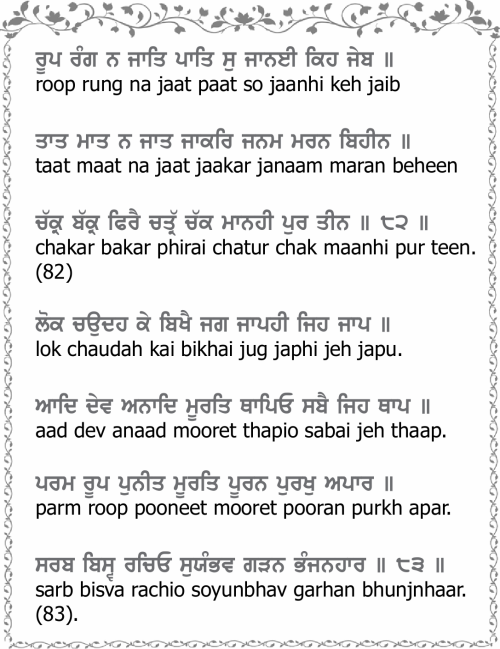 ਰੂਪ ਰੰਗ ਨ ਜਾਤਿ ਪਾਤਿ ਸੁ ਜਾਨਈ ਕਿਹ ਜੇਬ ॥
roop rung na jaat paat so jaanhi keh jaib
ਤਾਤ ਮਾਤ ਨ ਜਾਤ ਜਾਕਰਿ ਜਨਮ ਮਰਨ ਬਿਹੀਨ ॥
taat maat na jaat jaakar janaam maran beheen
ਚੱਕ੍ਰ ਬੱਕ੍ਰ ਫਿਰੈ ਚਤ੍ਰੱ ਚੱਕ ਮਾਨਹੀ ਪੁਰ ਤੀਨ ॥ ੮੨ ॥
chakar bakar phirai chatur chak maanhi pur teen.
(82)
ਲੋਕ ਚਉਦਹ ਕੇ ਬਿਖੈ ਜਗ ਜਾਪਹੀ ਜਿਹ ਜਾਪ ॥
lok chaudah kai bikhai jug japhi jeh japu.
ਆਦਿ ਦੇਵ ਅਨਾਦਿ ਮੂਰਤਿ ਥਾਪਿਓ ਸਬੈ ਜਿਹ ਥਾਪ ॥
aad dev anaad mooret thapio sabai jeh thaap.
ਪਰਮ ਰੂਪ ਪੁਨੀਤ ਮੂਰਤਿ ਪੂਰਨ ਪੁਰਖੁ ਅਪਾਰ ॥
parm roop pooneet mooret pooran purkh apar.
ਸਰਬ ਬਿਸ੍ਵ ਰਚਿਓ ਸੁਯੰਭਵ ਗੜਨ ਭੰਜਨਹਾਰ ॥ ੮੩ ॥
sarb bisva rachio soyunbhav garhan bhunjnhaar.
(83).